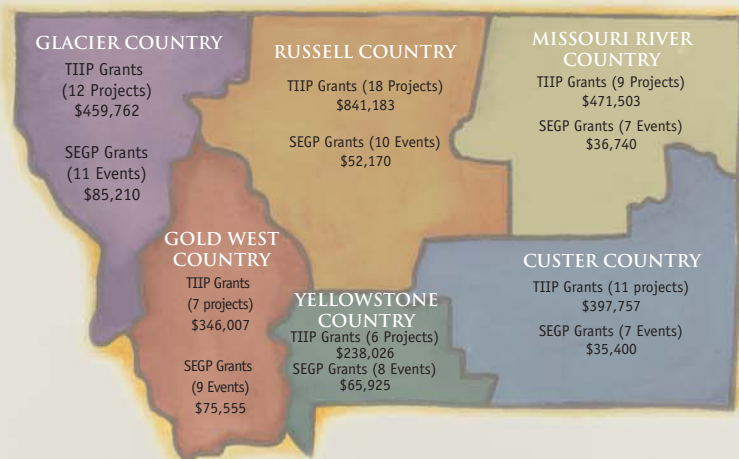 GLACIER COUNTRY
TIIP Grants
(12 Projects)
$459,762
SEGP Grants
(11 Events)
$85,210
RUSSELL COUNTRY
TIIP Grants (18 Projects)
$841,183
SEGP Grants (10 Events)
$52,170
MISSOURI RIVER
COUNTRY
TIIP Grants (9 Projects)
$471,503
SEGP Grants (7 Events)
$36,740
GOLD WEST
COUNTRY
TIIP Grants
(7 projects)
$346,007
SEGP Grants
(9 Events)
$75,555
YELLOWSTONE
COUNTRY
TIIP Grants (6 Projects)
$238,026
SEGP Grants (8 Events)
$65,925
CUSTER COUNTRY
TIIP Grants (11 projects)
$397,757
SEGP Grants (7 Events)
$35,400